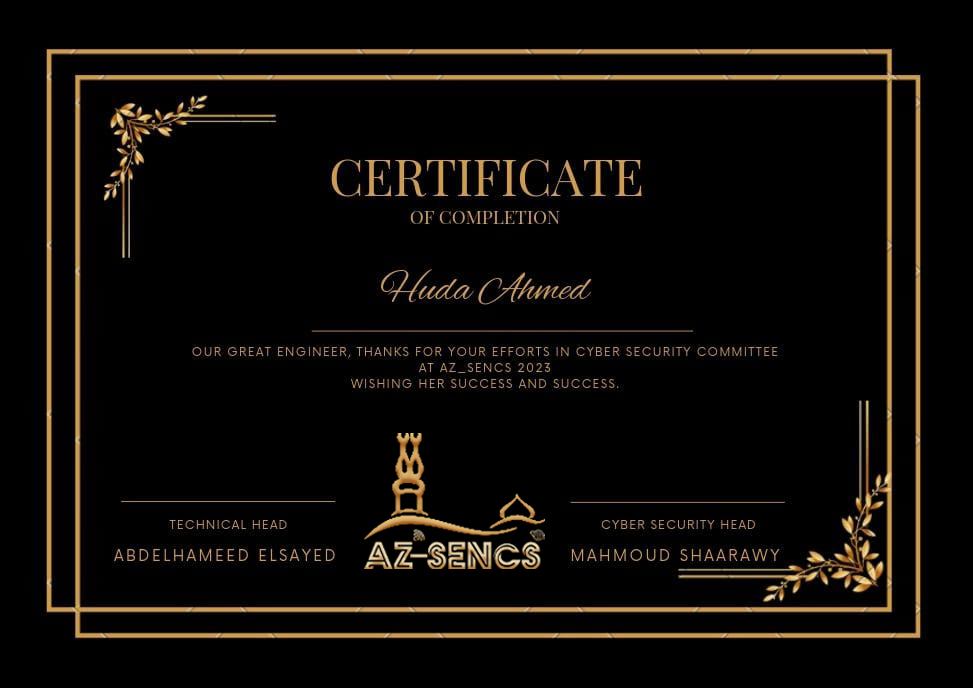 CERTIFICATE
OF COMPLETION
Huda Ahmed
OUR GREAT ENGINEER, THANKS FOR YOUR EFFORTS IN CYBER SECURITY COMMITTEE
AT AZ_SENCS 2023
WISHING HER SUCCESS AND SUCCESS.
TECHNICAL HEAD
ABDELHAMEED ELSAYED
AZ-SENCS
CYBER SECURITY HEAD
MAHMOUD SHAARAWY